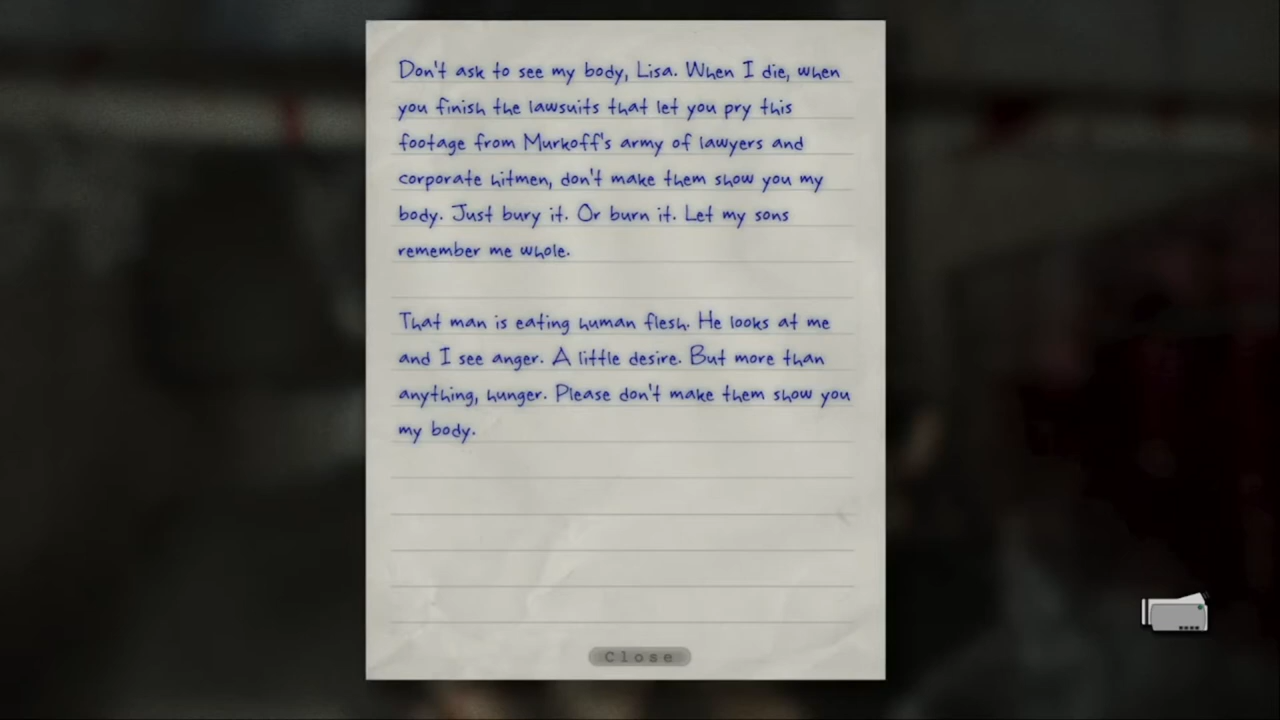 Don't ask to see my body, Lisa. When I die, when
you finish the lawsuits that let you pry this
footage from Murkoff's army of lawyers and
corporate hitmen, don't make them show you my
body. Just bury it. Or burn it. Let my sons
remember me whole.
That man is eating human flesh. He looks at me
and I see anger. A little desire. But more than
anything, hunger. Please don't make them show you
my body.
Close